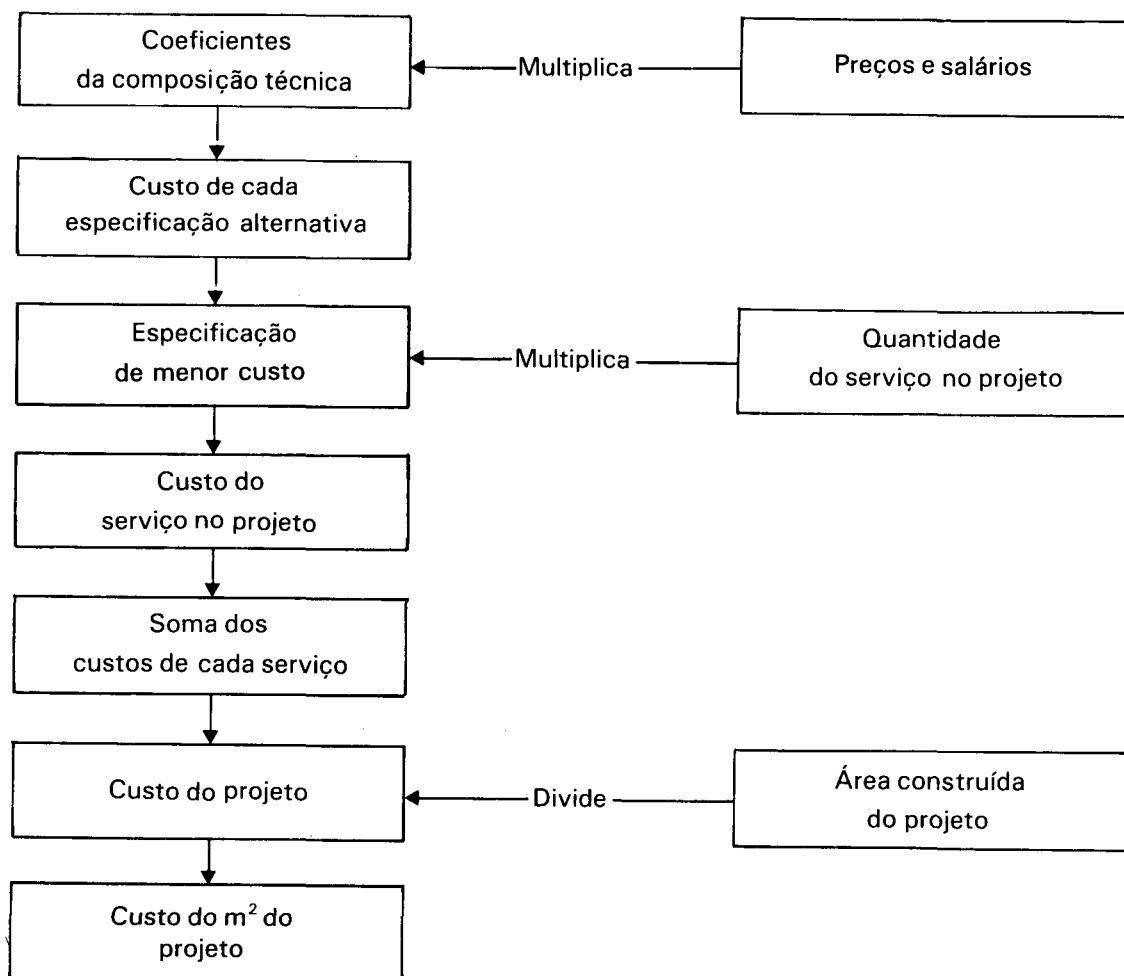 Coeficientes
da composição técnica
Multiplica
Preços e salários
Custo de cada
especificação alternativa
Especificação
de menor custo
Multiplica
Quantidade
do serviço no projeto
Custo do
serviço no projeto
Soma dos
custos de cada serviço
Custo do projeto
Divide
Área construída
do projeto
Custo do m² do
projeto